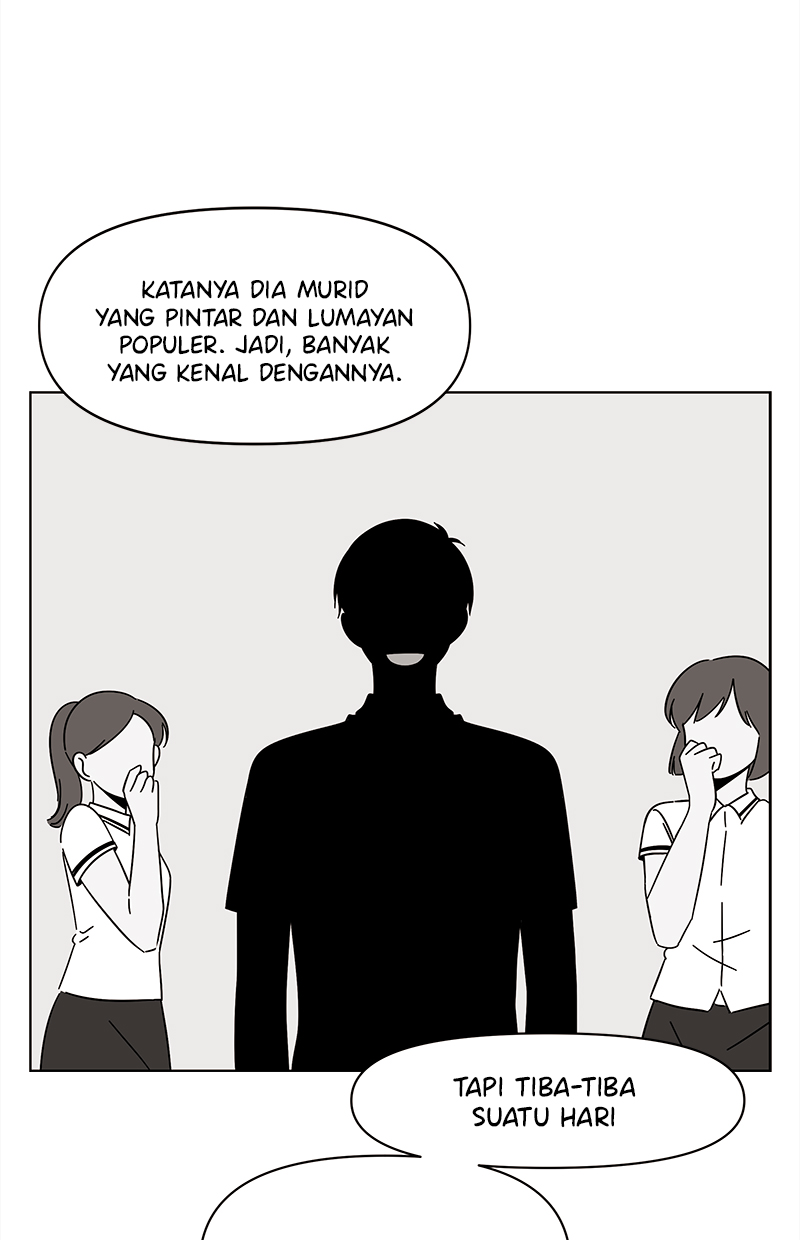 KATANYA DIA MURID
YANG PINTAR DAN LUMAYAN
POPULER. JADI, BANYAK
YANG KENAL DENGANNYA.
TAPI TIBA-TIBA
SUATU HARI